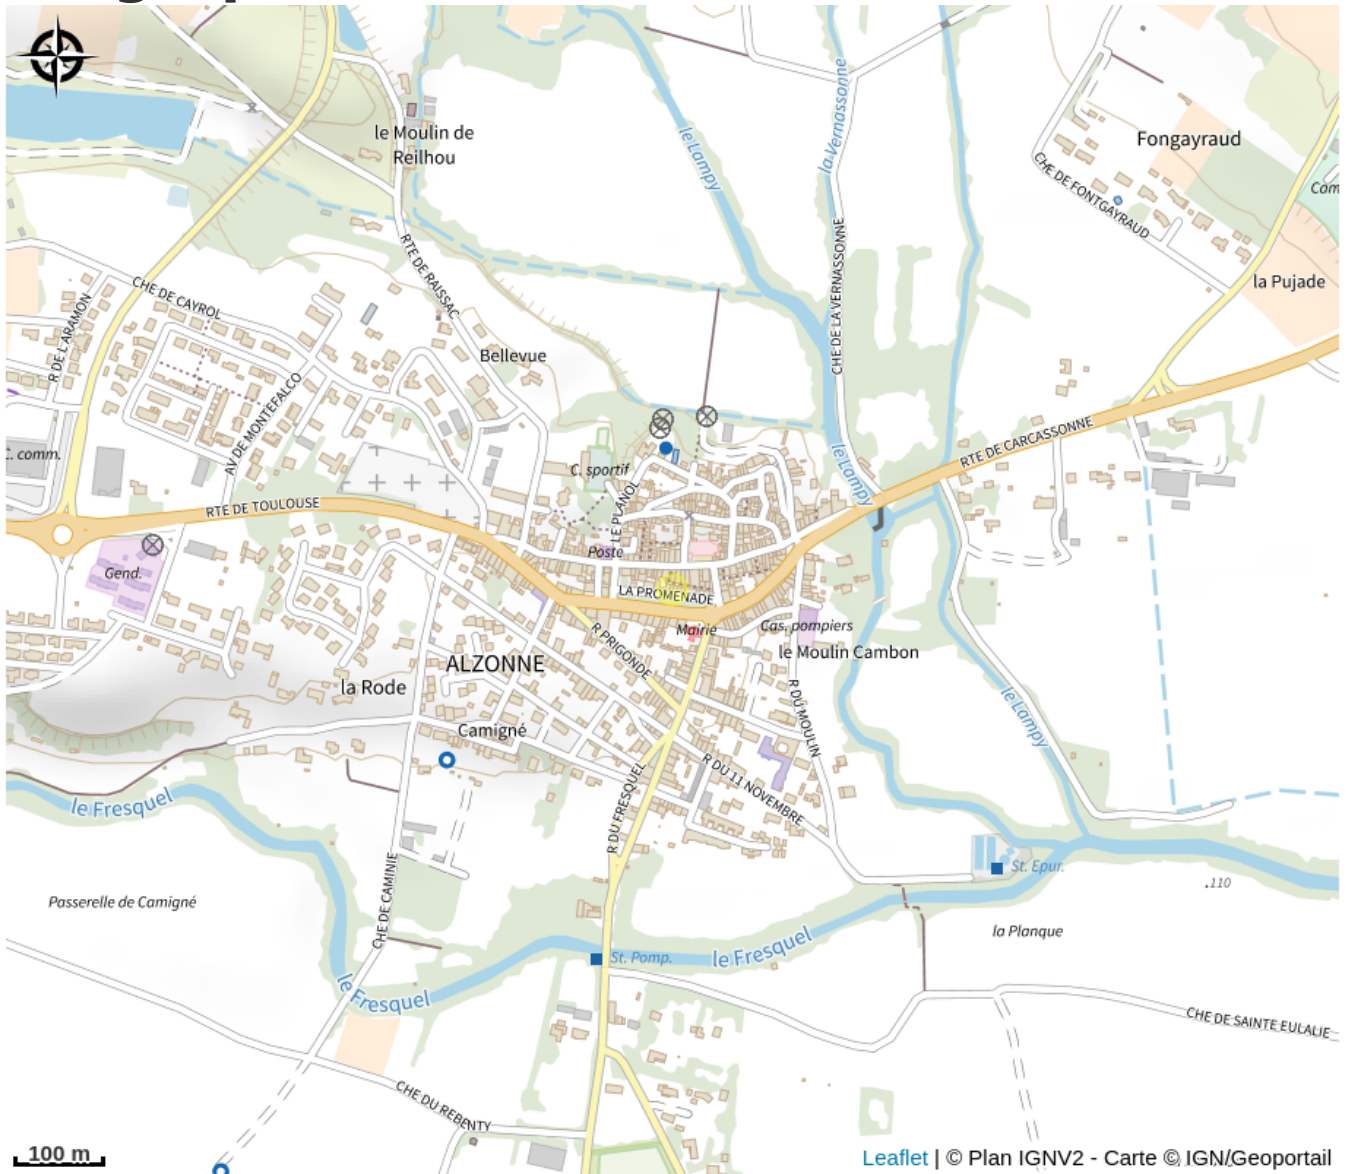 le Moulin de
Reilhou
le Lampy
la Vernassonne
Fongayraud
CHE DE FONTGAYRAUD
la Pujade
RTE DE RAISSAC
CHE DE LA VERNASSONNE
CHE DE CAYROL
R DE L'ARAMON
Bellevue
AV DE MONTEFALCO
C. comm.
C. sportif
le Lampy
RTE DE CARCASSONNE
RTE DE TOULOUSE
LE PLANOL
Poste
Gend.
LA PROMENADE
Mairie
Cas. pompiers
le Moulin Cambon
R PRIGONDE
ALZONNE
la Rode
R DU MOULIN
le Lampy
Camigné
R DU 11 NOVEMBRE
le Fresquel
R DU FRESQUEL
St. Epur.
.110
CHE DE CAMINIE
Passerelle de Camigné
la Planque
St. Pomp.
le Fresquel
le Fresquel
CHE DE SAINTE EULALIE
CHE DU REBENTY
100 m
Leaflet | © Plan IGNV2 - Carte © IGN/Geoportail